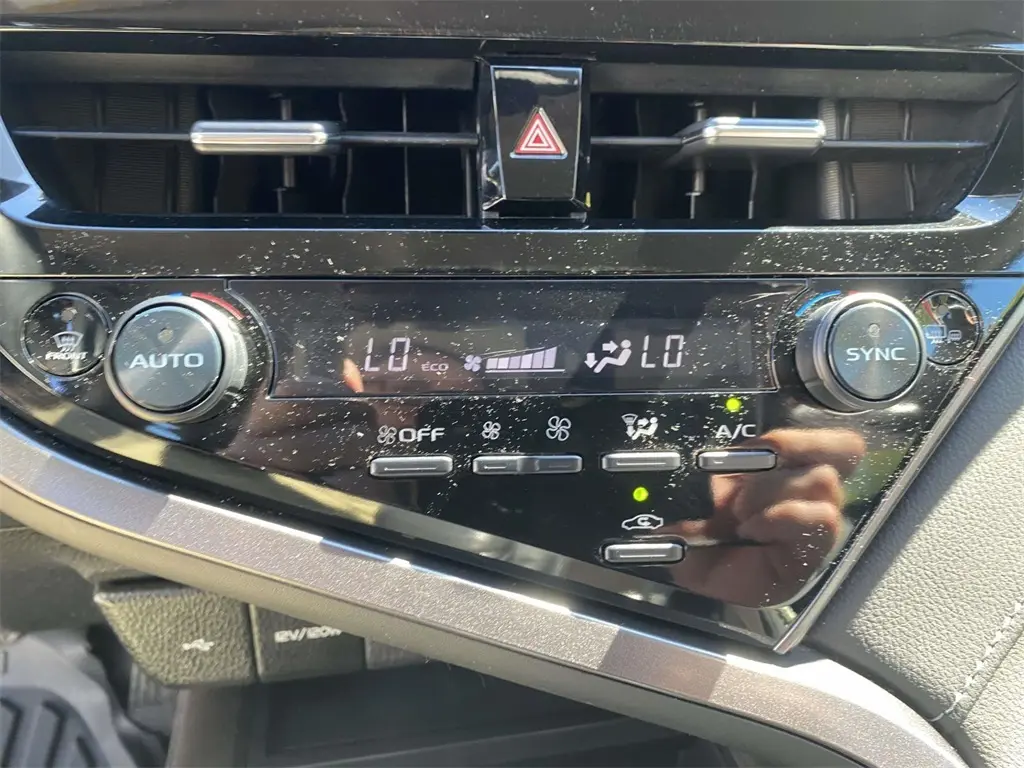 LO ECO LO
FRONT AUTO SYNC
OFF A/C
12V/120W